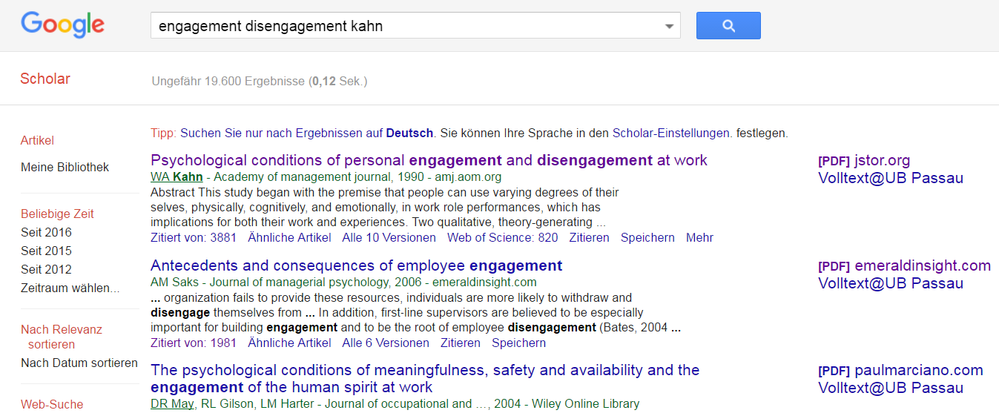 Google
engagement disengagement kahn
Scholar
Ungefähr 19.600 Ergebnisse (0,12 Sek.)
Artikel
Meine Bibliothek
Beliebige Zeit
Seit 2016
Seit 2015
Seit 2012
Zeitraum wählen...
Nach Relevanz
sortieren
Nach Datum sortieren
Web-Suche
Tipp: Suchen Sie nur nach Ergebnissen auf Deutsch. Sie können Ihre Sprache in den Scholar-Einstellungen. festlegen.
Psychological conditions of personal engagement and disengagement at work
WA Kahn - Academy of management journal, 1990 - amj.aom.org
Abstract This study began with the premise that people can use varying degrees of their
selves, physically, cognitively, and emotionally, in work role performances, which has
implications for both their work and experiences. Two qualitative, theory-generating ...
Zitiert von: 3881 Ähnliche Artikel Alle 10 Versionen Web of Science: 820 Zitieren Speichern Mehr
[PDF] jstor.org
Volltext@UB Passau
Antecedents and consequences of employee engagement
AM Saks - Journal of managerial psychology, 2006 - emeraldinsight.com
... organization fails to provide these resources, individuals are more likely to withdraw and
disengage themselves from ... In addition, first-line supervisors are believed to be especially
important for building engagement and to be the root of employee disengagement (Bates, 2004 ...
Zitiert von: 1981 Ähnliche Artikel Alle 6 Versionen Zitieren Speichern
[PDF] emeraldinsight.com
Volltext@UB Passau
The psychological conditions of meaningfulness, safety and availability and the
engagement of the human spirit at work
DR May, RL Gilson, LM Harter - Journal of occupational and ..., 2004 - Wiley Online Library
[PDF] paulmarciano.com
Volltext@UB Passau